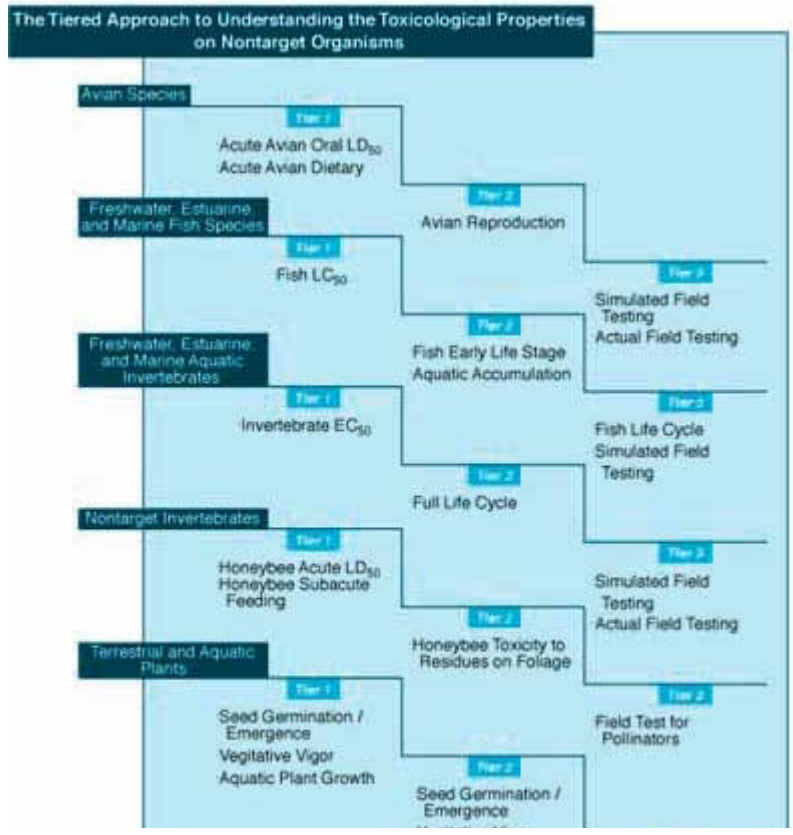 The Tiered Approach to Understanding the Toxicological Properties
on Nontarget Organisms
Avian Species
Tier 1
Acute Avian Oral LD50
Acute Avian Dietary
Tier 2
Avian Reproduction
Tier 3
Simulated Field
Testing
Actual Field Testing
Freshwater, Estuarine,
and Marine Fish Species
Tier 1
Fish LC50
Tier 2
Fish Early Life Stage
Aquatic Accumulation
Tier 3
Fish Life Cycle
Simulated Field
Testing
Freshwater, Estuarine,
and Marine Aquatic
Invertebrates
Tier 1
Invertebrate EC50
Tier 2
Full Life Cycle
Tier 3
Simulated Field
Testing
Actual Field Testing
Nontarget Invertebrates
Tier 1
Honeybee Acute LD50
Honeybee Subacute
Feeding
Tier 2
Honeybee Toxicity to
Residues on Foliage
Tier 3
Field Test for
Pollinators
Terrestrial and Aquatic
Plants
Tier 1
Seed Germination /
Emergence
Vegitative Vigor
Aquatic Plant Growth
Tier 2
Seed Germination /
Emergence